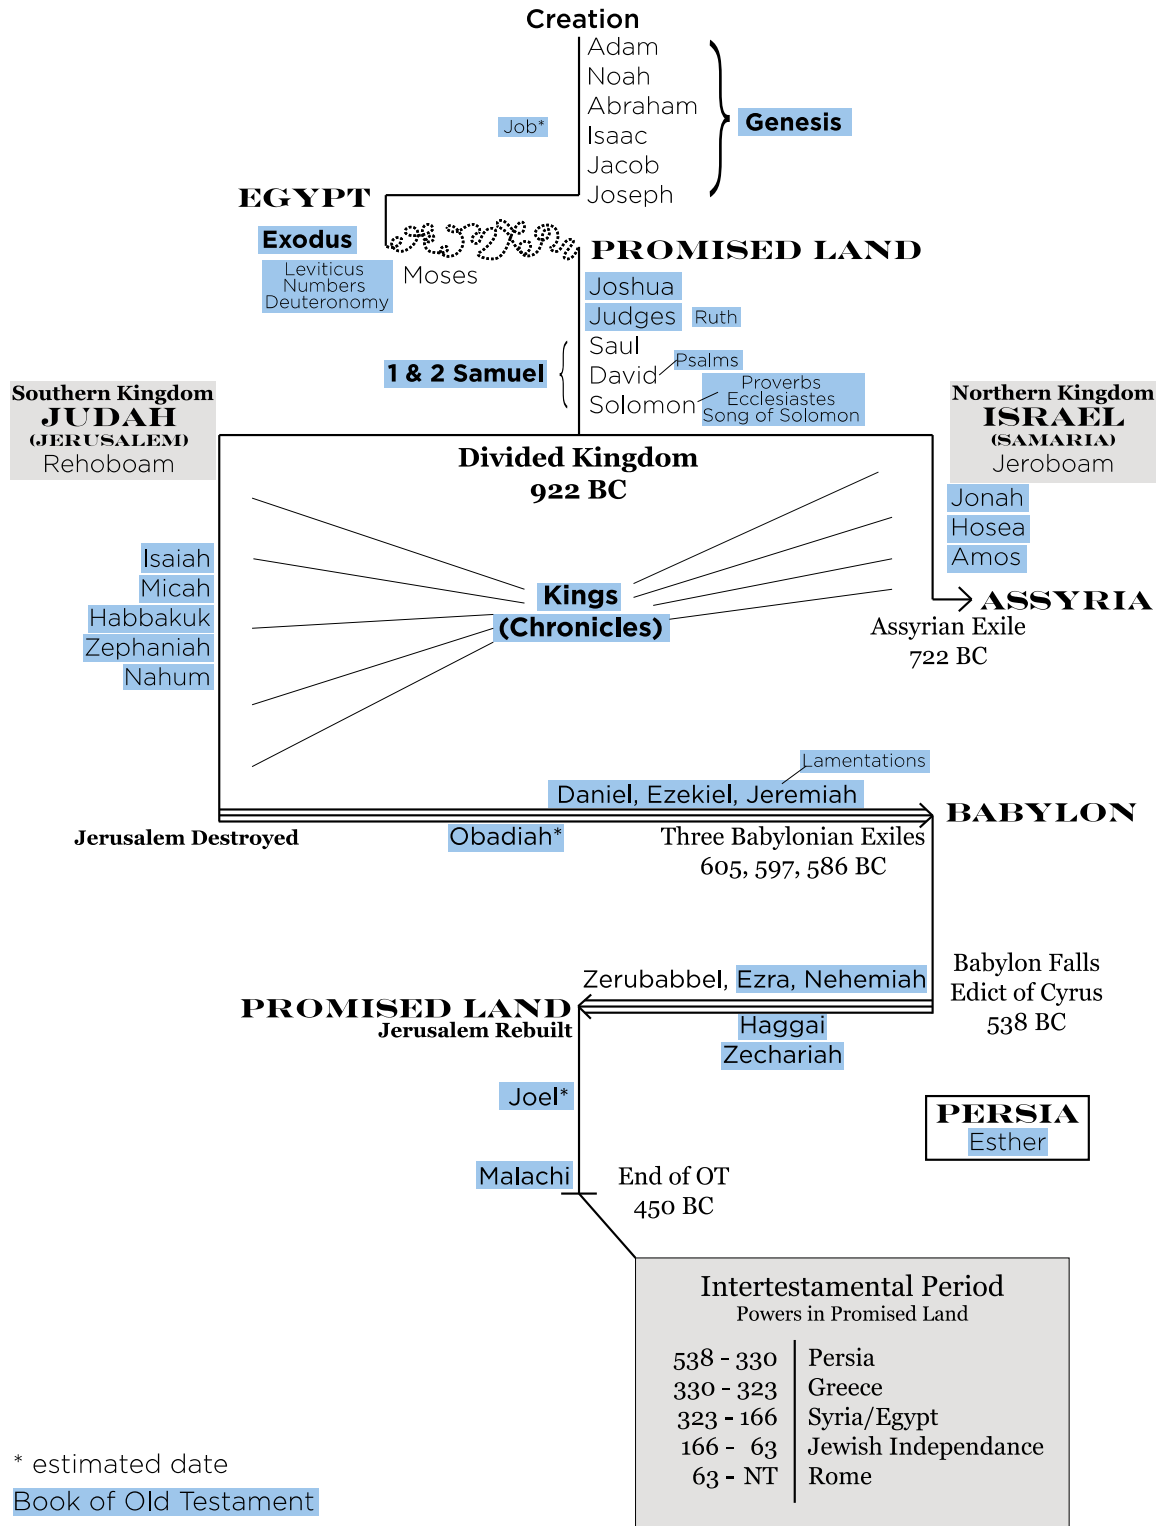 Creation
Adam
Noah
Abraham
Isaac
Jacob
Joseph
Job*
Genesis
EGYPT
Exodus
Leviticus
Numbers
Deuteronomy
Moses
PROMISED LAND
Joshua
Judges
Ruth
Saul
David
Solomon
1 & 2 Samuel
Psalms
Proverbs
Ecclesiastes
Song of Solomon
Southern Kingdom
JUDAH
(JERUSALEM)
Rehoboam
Northern Kingdom
ISRAEL
(SAMARIA)
Jeroboam
Divided Kingdom
922 BC
Jonah
Hosea
Amos
Isaiah
Micah
Habbakuk
Zephaniah
Nahum
Kings
(Chronicles)
ASSYRIA
Assyrian Exile
722 BC
Lamentations
Daniel, Ezekiel, Jeremiah
BABYLON
Jerusalem Destroyed
Obadiah*
Three Babylonian Exiles
605, 597, 586 BC
Zerubabbel, Ezra, Nehemiah
Babylon Falls
Edict of Cyrus
538 BC
PROMISED LAND
Jerusalem Rebuilt
Haggai
Zechariah
Joel*
PERSIA
Esther
Malachi
End of OT
450 BC
Intertestamental Period
Powers in Promised Land
538 - 330 Persia
330 - 323 Greece
323 - 166 Syria/Egypt
166 - 63 Jewish Independance
63 - NT Rome
* estimated date
Book of Old Testament